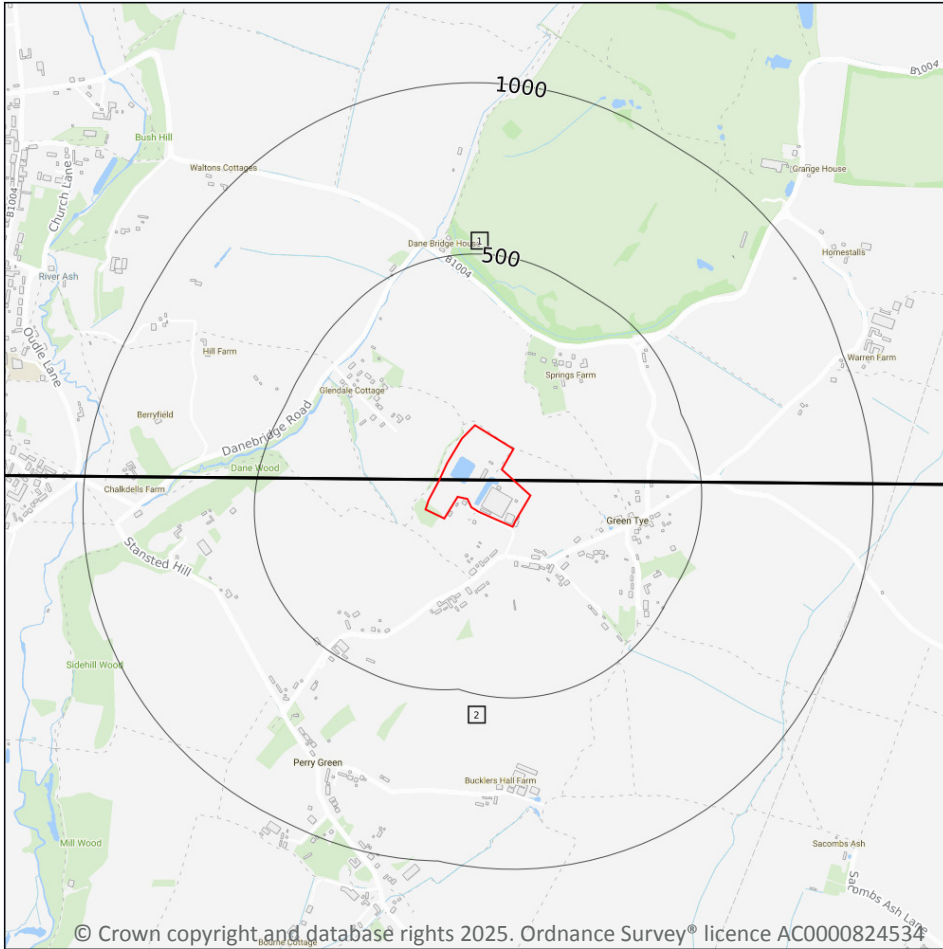 B1004
1000
B1004
Bush Hill
Waltons Cottages
Grange House
Church Lane
B1004
1
Dane Bridge House
500
B1004
Homestalls
River Ash
Oudle Lane
Hill Farm
Warren Farm
Springs Farm
Glendale Cottage
Berryfield
Danebridge Road
Dane Wood
Chalkdells Farm
Green Tye
Stansted Hill
Sidehill Wood
2
Perry Green
Bucklers Hall Farm
Mill Wood
Sacombs Ash
Sacombs Ash Lane
Bourne Cottage
© Crown copyright and database rights 2025. Ordnance Survey® licence AC0000824534